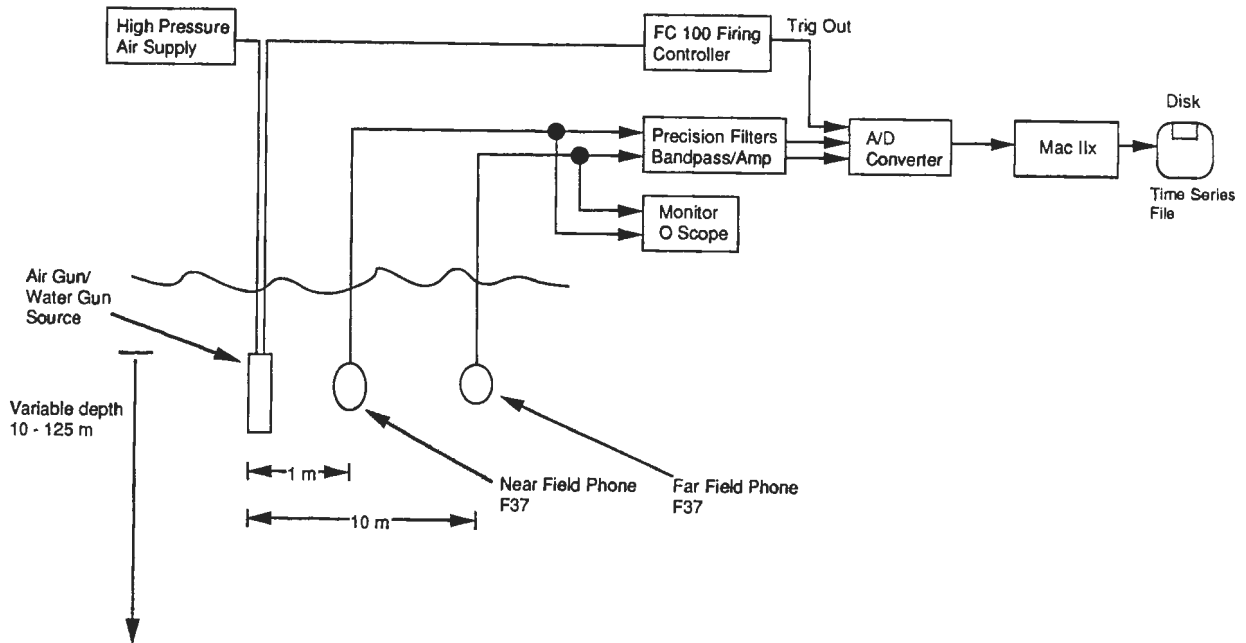 High Pressure
Air Supply
FC 100 Firing
Controller
Trig Out
Precision Filters
Bandpass/Amp
A/D
Converter
Mac IIx
Disk
Time Series
File
Monitor
O Scope
Air Gun/
Water Gun
Source
Variable depth
10 - 125 m
1 m
10 m
Near Field Phone
F37
Far Field Phone
F37